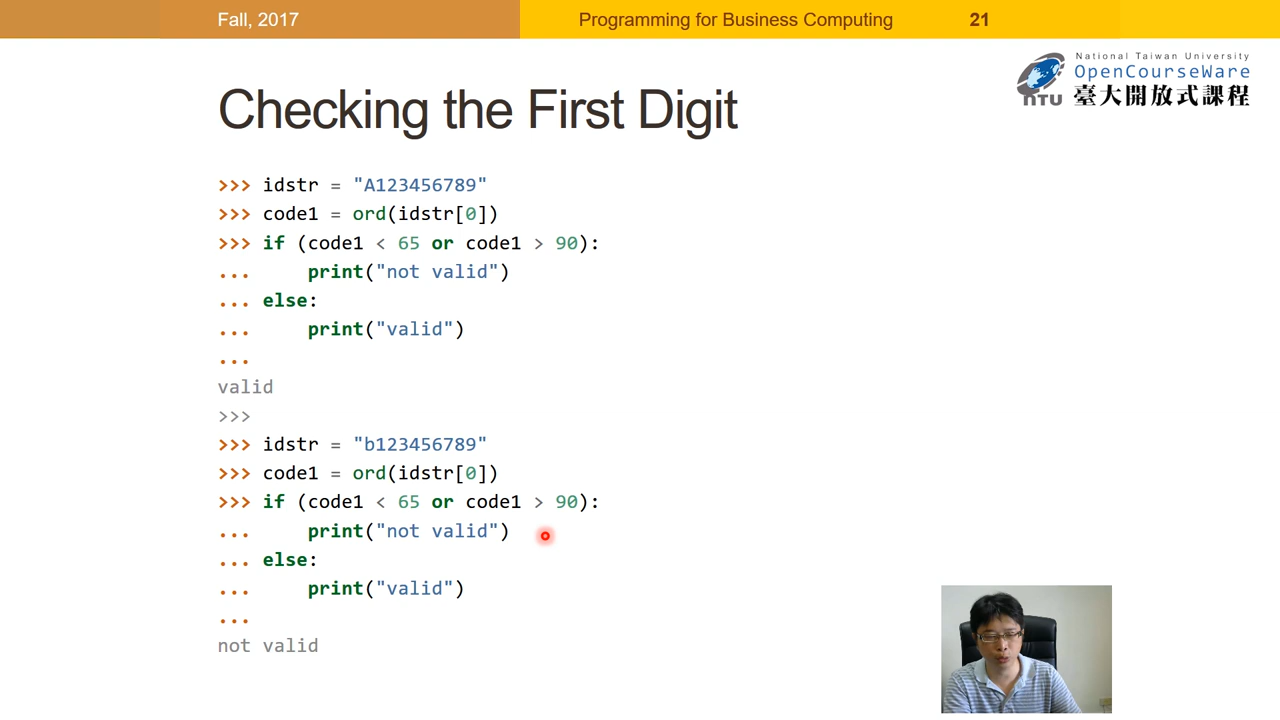 Fall, 2017
Programming for Business Computing
21
National Taiwan University
OpenCourseWare
NTU
臺大開放式課程
Checking the First Digit
>>> idstr = "A123456789"
>>> code1 = ord(idstr[0])
>>> if (code1 < 65 or code1 > 90):
...     print("not valid")
... else:
...     print("valid")
...
valid
>>>
>>> idstr = "b123456789"
>>> code1 = ord(idstr[0])
>>> if (code1 < 65 or code1 > 90):
...     print("not valid")
... else:
...     print("valid")
...
not valid